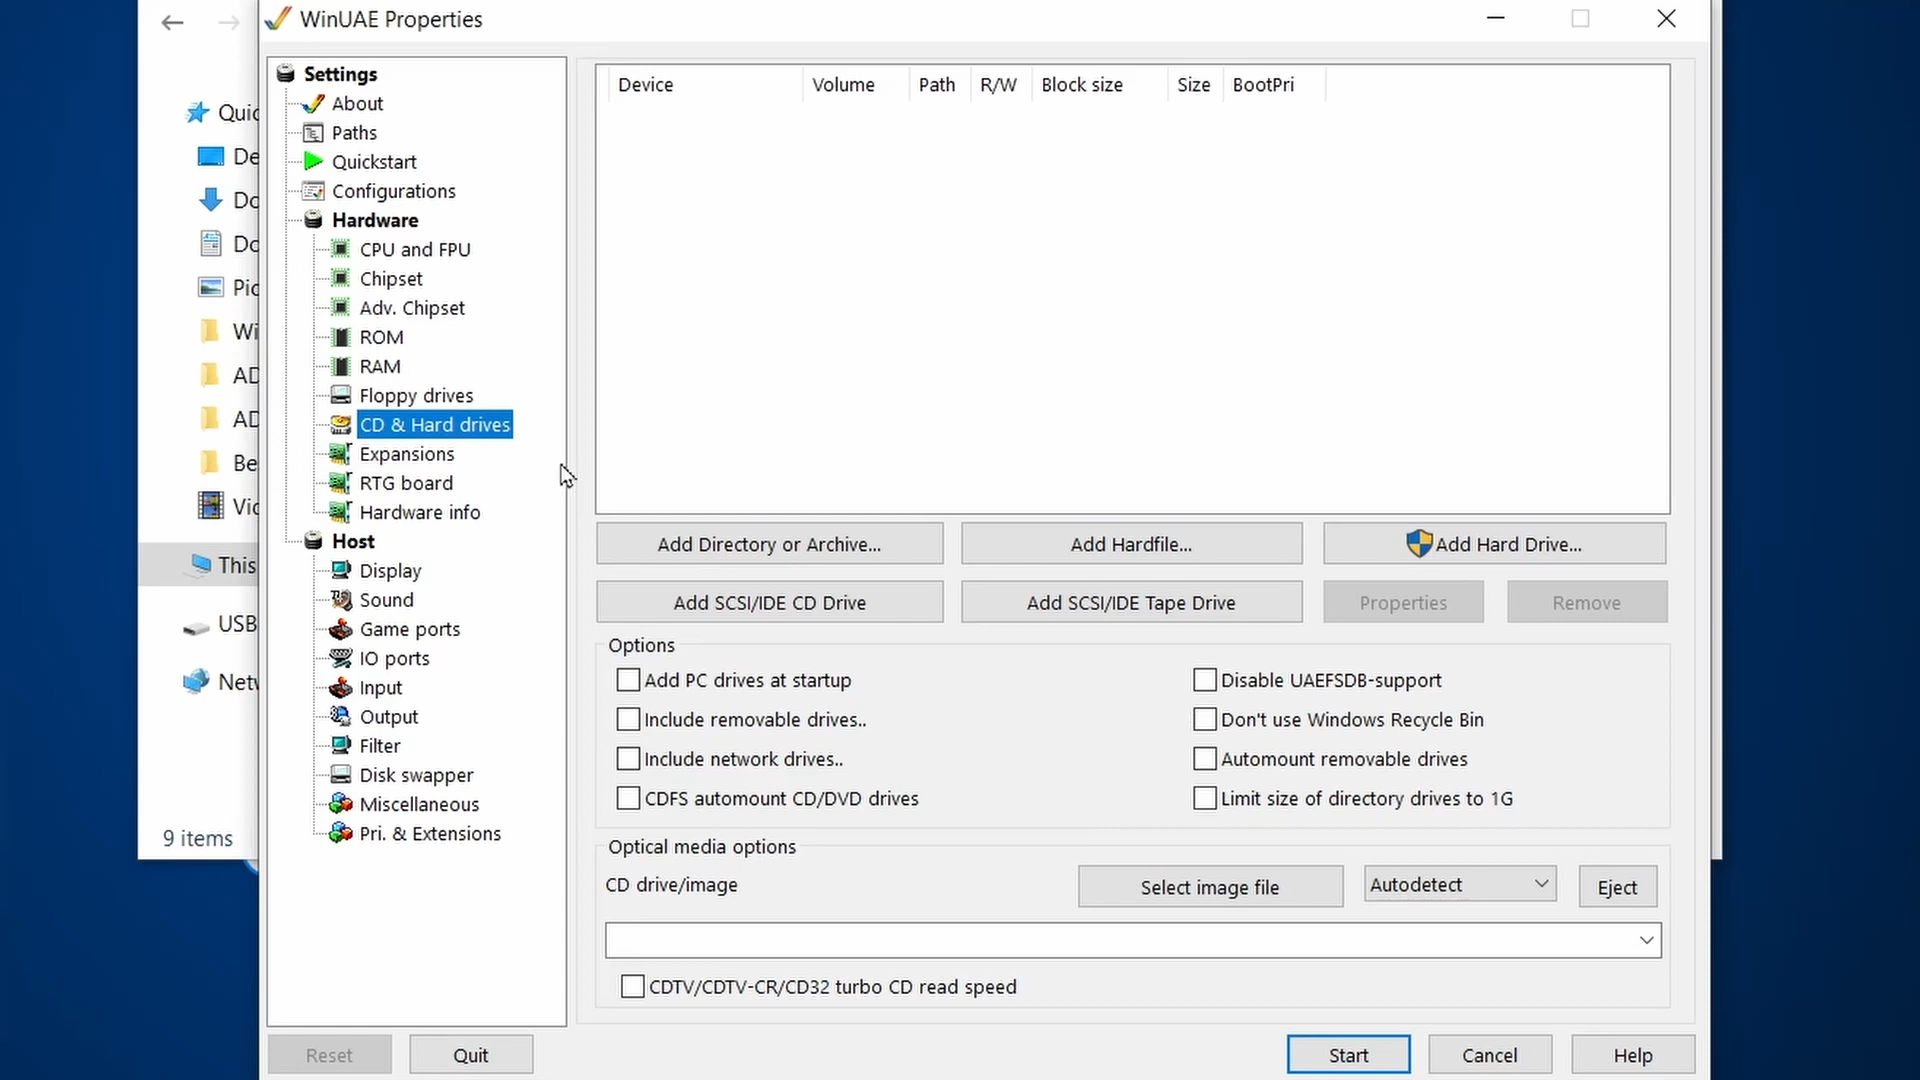 WinUAE Properties
Quic
De
Do
Do
Pic
Wi
AD
AD
Be
Vic
This
USB
Netw
9 items
Settings
About
Paths
Quickstart
Configurations
Hardware
CPU and FPU
Chipset
Adv. Chipset
ROM
RAM
Floppy drives
CD & Hard drives
Expansions
RTG board
Hardware info
Host
Display
Sound
Game ports
IO ports
Input
Output
Filter
Disk swapper
Miscellaneous
Pri. & Extensions
Device Volume Path R/W Block size Size BootPri
Add Directory or Archive... Add Hardfile... Add Hard Drive...
Add SCSI/IDE CD Drive Add SCSI/IDE Tape Drive Properties Remove
Options
Add PC drives at startup Disable UAEFSDB-support
Include removable drives.. Don't use Windows Recycle Bin
Include network drives.. Automount removable drives
CDFS automount CD/DVD drives Limit size of directory drives to 1G
Optical media options
CD drive/image Select image file Autodetect Eject
CDTV/CDTV-CR/CD32 turbo CD read speed
Reset Quit Start Cancel Help